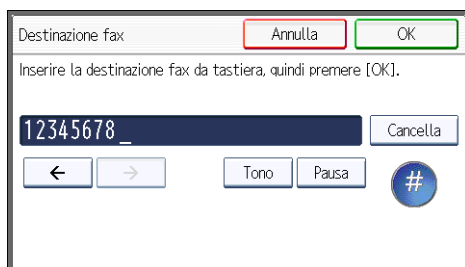 Destinazione fax Annulla OK
Inserire la destinazione fax da tastiera, quindi premere [OK].
12345678_ Cancella
← → Tono Pausa #